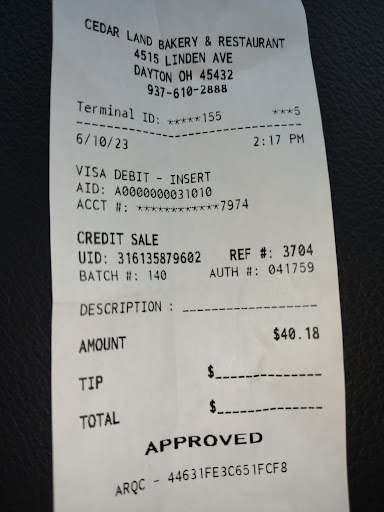 CEDAR LAND BAKERY & RESTAURANT
4515 LINDEN AVE
DAYTON OH 45432
937-610-2888
Terminal ID: *****155 ***5
6/10/23 2:17 PM
VISA DEBIT - INSERT
AID: A0000000031010
ACCT #: ************7974
CREDIT SALE
UID: 316135879602 REF #: 3704
BATCH #: 140 AUTH #: 041759
DESCRIPTION :
AMOUNT $40.18
TIP $
TOTAL $
APPROVED
ARQC - 44631FE3C651FCF8